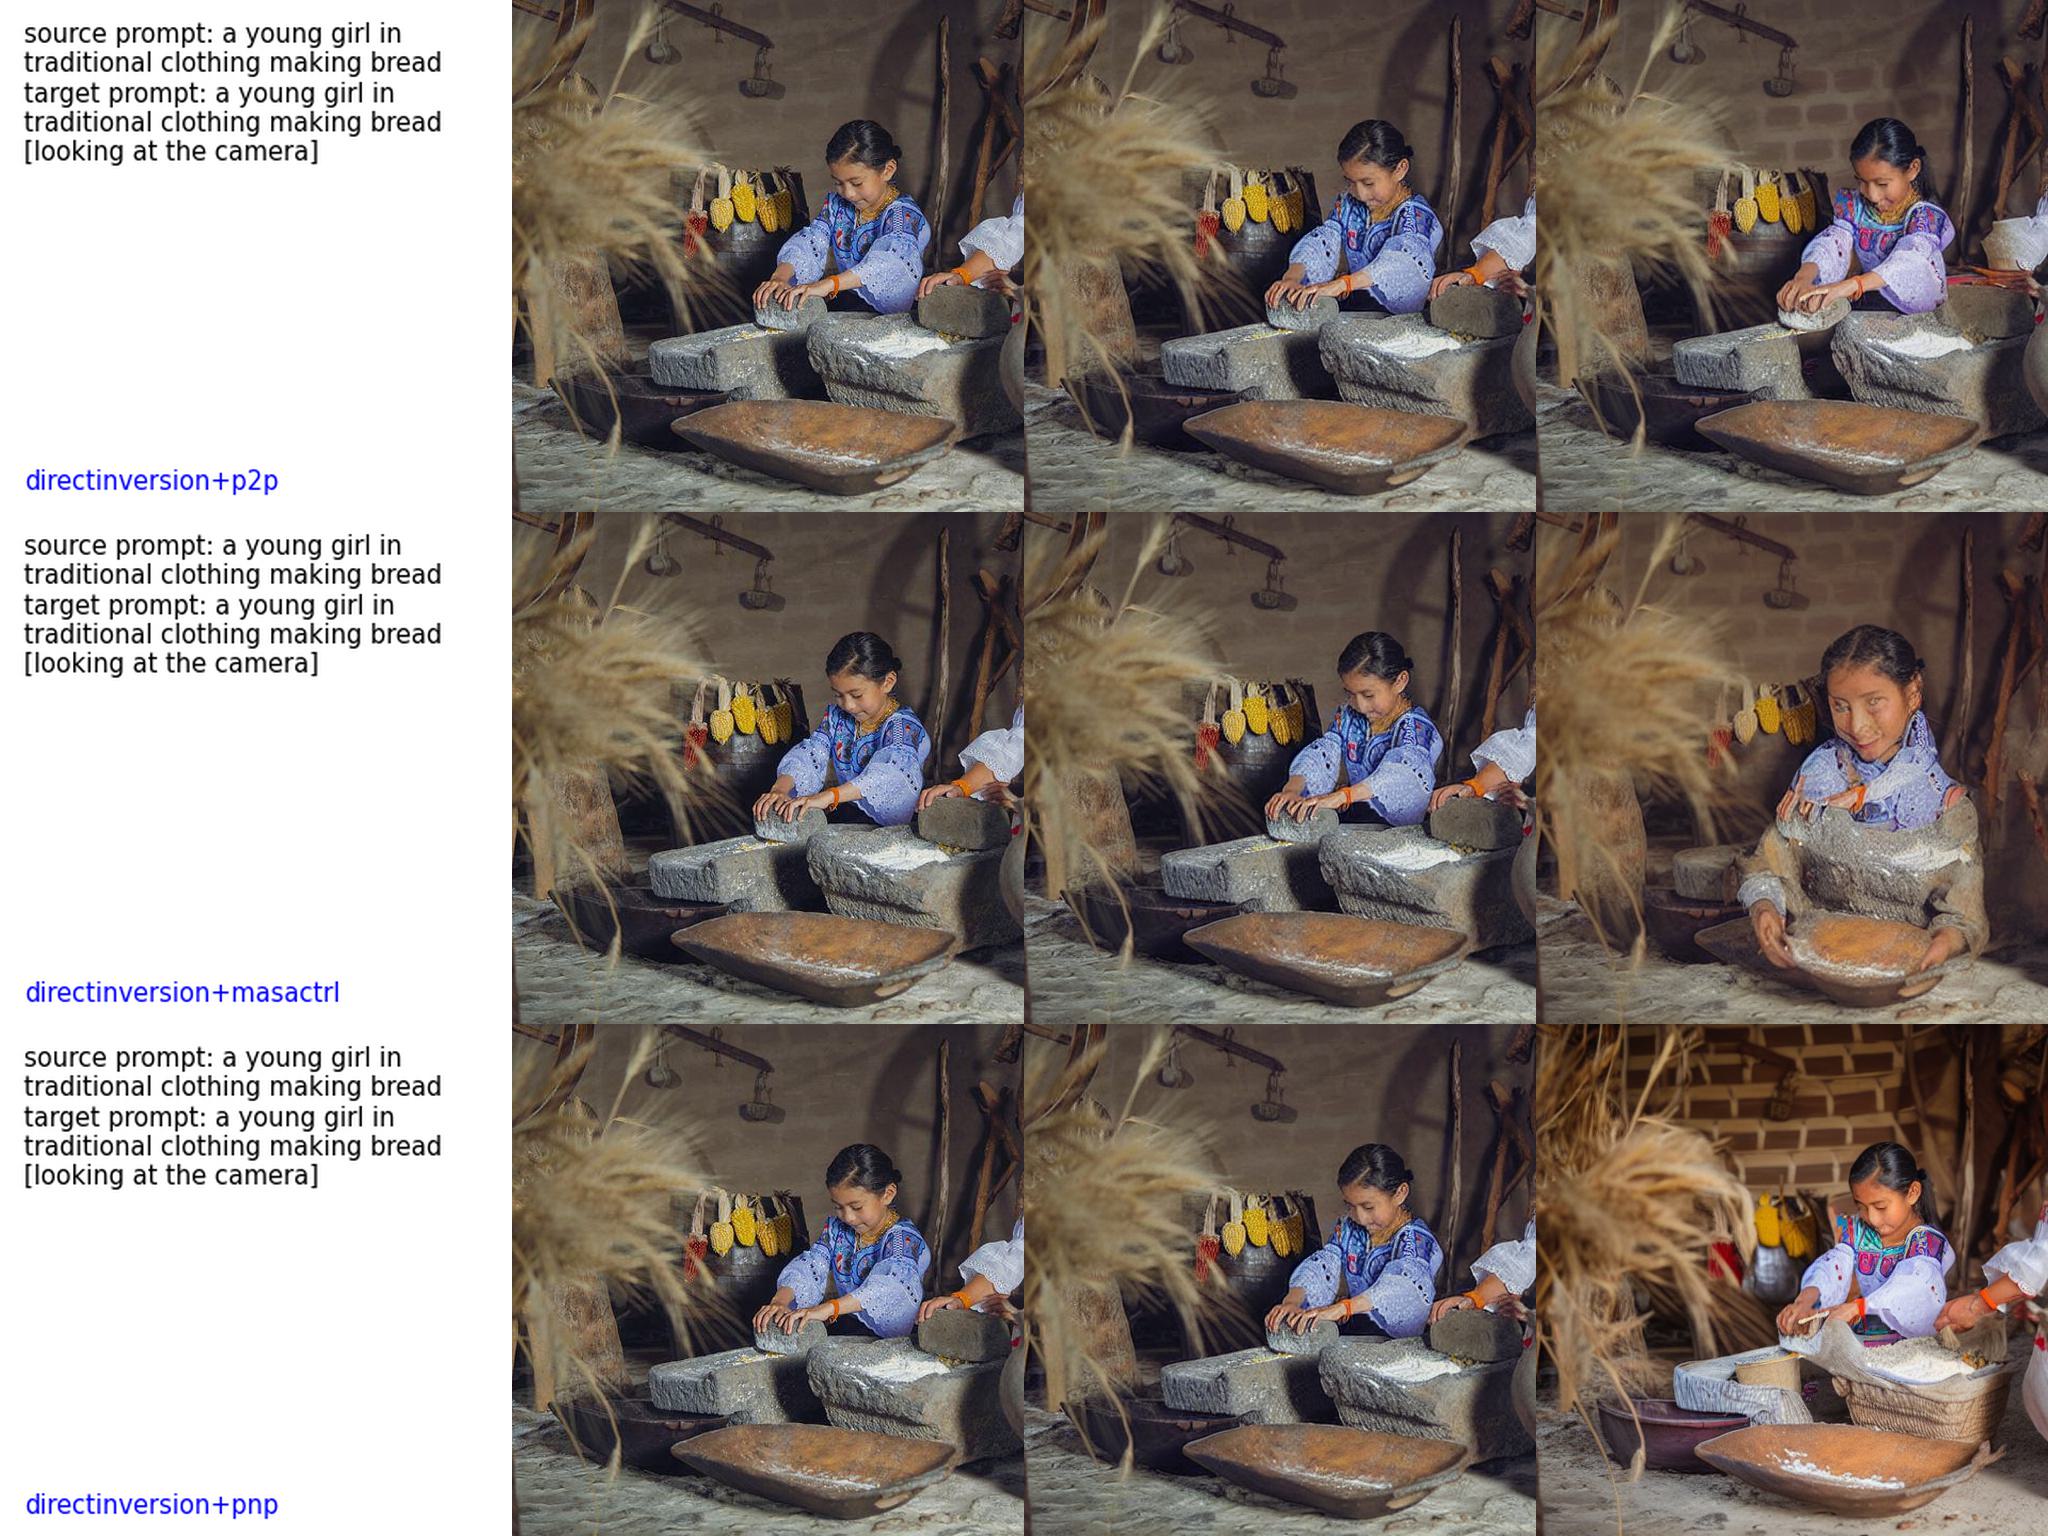 source prompt: a young girl in
traditional clothing making bread
target prompt: a young girl in
traditional clothing making bread
[looking at the camera]
directinversion+p2p
source prompt: a young girl in
traditional clothing making bread
target prompt: a young girl in
traditional clothing making bread
[looking at the camera]
directinversion+masactrl
source prompt: a young girl in
traditional clothing making bread
target prompt: a young girl in
traditional clothing making bread
[looking at the camera]
directinversion+pnp